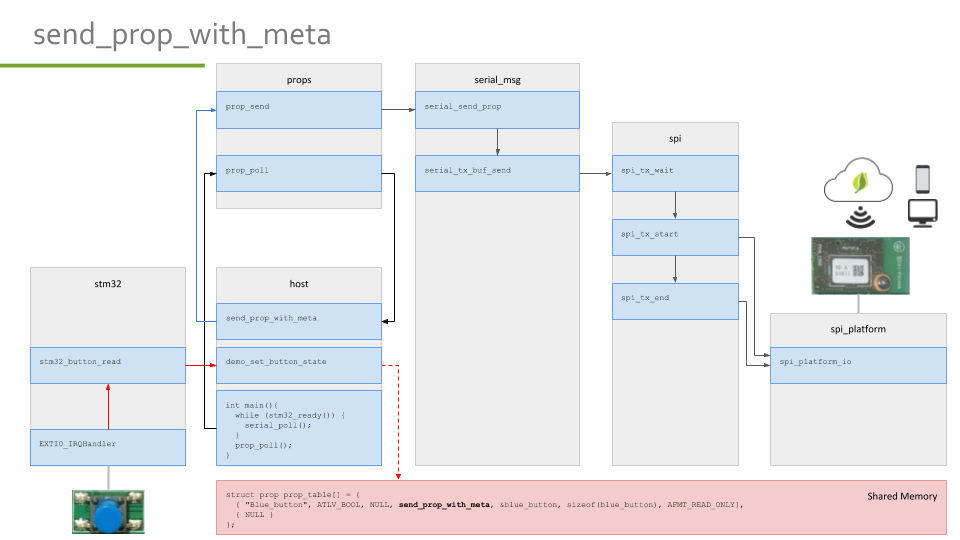 send_prop_with_meta
props
prop_send
prop_poll
serial_msg
serial_send_prop
serial_tx_buf_send
spi
spi_tx_wait
spi_tx_start
spi_tx_end
stm32
stm32_button_read
EXTI0_IRQHandler
host
send_prop_with_meta
demo_set_button_state
int main(){
while (stm32_ready()) {
serial_poll();
}
prop_poll();
}
spi_platform
spi_platform_io
Shared Memory
struct prop prop_table[] = {
{ "Blue_button", ATLV_BOOL, NULL, send_prop_with_meta, &blue_button, sizeof(blue_button), AFMT_READ_ONLY},
{ NULL }
};